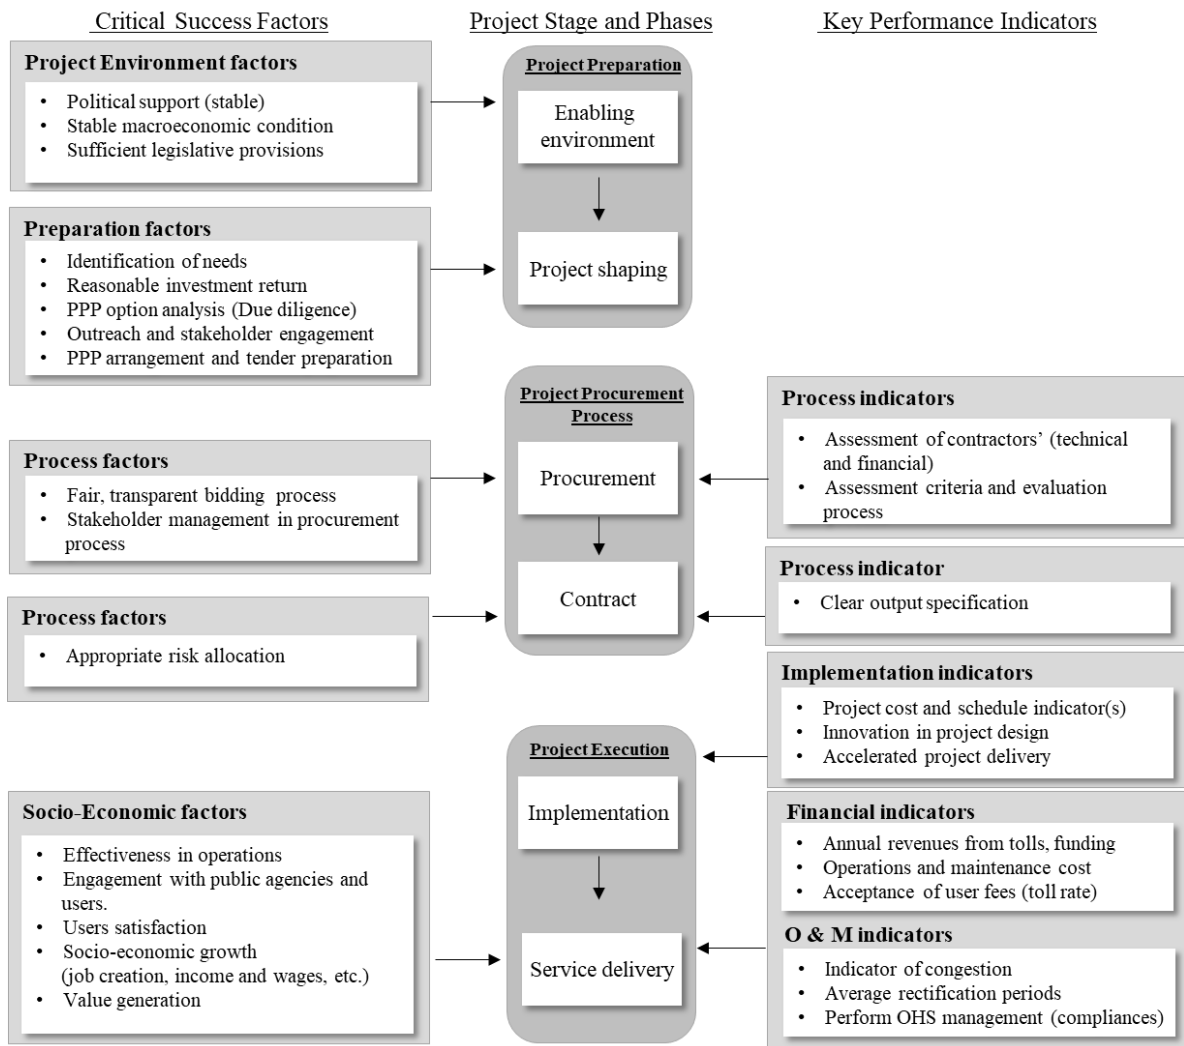 Critical Success Factors
Project Stage and Phases
Key Performance Indicators
Project Environment factors
• Political support (stable)
• Stable macroeconomic condition
• Sufficient legislative provisions
Project Preparation
Enabling
environment
Preparation factors
• Identification of needs
• Reasonable investment return
• PPP option analysis (Due diligence)
• Outreach and stakeholder engagement
• PPP arrangement and tender preparation
Project shaping
Project Procurement
Process
Process factors
• Fair, transparent bidding process
• Stakeholder management in procurement
process
Procurement
Process indicators
• Assessment of contractors’ (technical
and financial)
• Assessment criteria and evaluation
process
Process factors
• Appropriate risk allocation
Contract
Process indicator
• Clear output specification
Project Execution
Implementation
Implementation indicators
• Project cost and schedule indicator(s)
• Innovation in project design
• Accelerated project delivery
Socio-Economic factors
• Effectiveness in operations
• Engagement with public agencies and
users.
• Users satisfaction
• Socio-economic growth
(job creation, income and wages, etc.)
• Value generation
Service delivery
Financial indicators
• Annual revenues from tolls, funding
• Operations and maintenance cost
• Acceptance of user fees (toll rate)
O & M indicators
• Indicator of congestion
• Average rectification periods
• Perform OHS management (compliances)